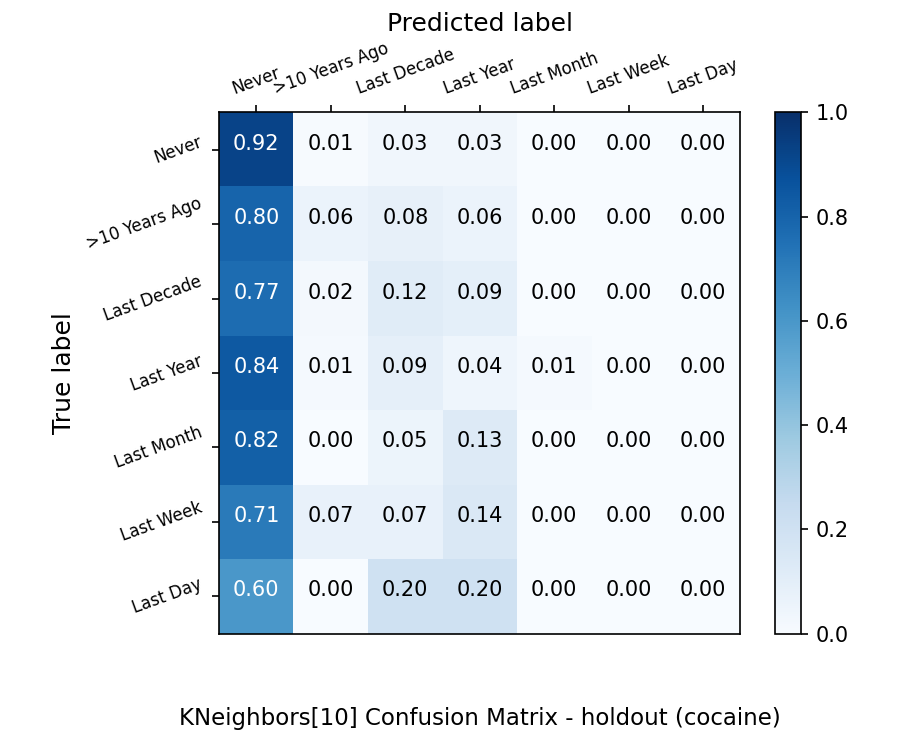 Predicted label
Never >10 Years Ago Last Decade Last Year Last Month Last Week Last Day
True label
Never 0.92 0.01 0.03 0.03 0.00 0.00 0.00
>10 Years Ago 0.80 0.06 0.08 0.06 0.00 0.00 0.00
Last Decade 0.77 0.02 0.12 0.09 0.00 0.00 0.00
Last Year 0.84 0.01 0.09 0.04 0.01 0.00 0.00
Last Month 0.82 0.00 0.05 0.13 0.00 0.00 0.00
Last Week 0.71 0.07 0.07 0.14 0.00 0.00 0.00
Last Day 0.60 0.00 0.20 0.20 0.00 0.00 0.00
1.0
0.8
0.6
0.4
0.2
0.0
KNeighbors[10] Confusion Matrix - holdout (cocaine)